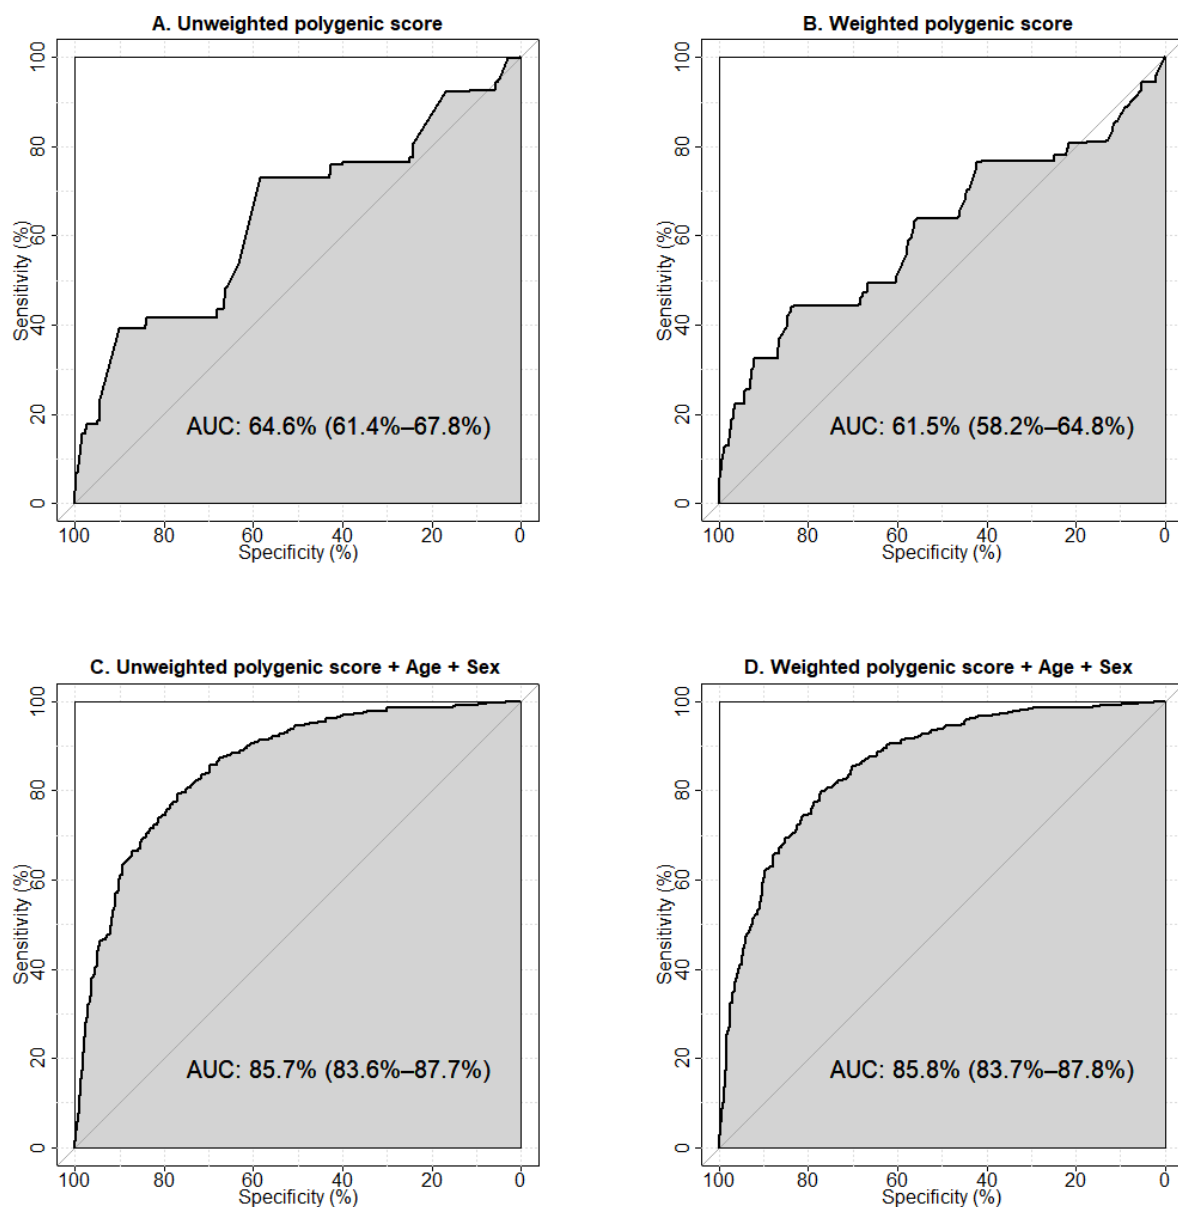 A. Unweighted polygenic score
100
80
60
40
20
0
Sensitivity (%)
AUC: 64.6% (61.4%–67.8%)
100 80 60 40 20 0
Specificity (%)
B. Weighted polygenic score
100
80
60
40
20
0
Sensitivity (%)
AUC: 61.5% (58.2%–64.8%)
100 80 60 40 20 0
Specificity (%)
C. Unweighted polygenic score + Age + Sex
100
80
60
40
20
0
Sensitivity (%)
AUC: 85.7% (83.6%–87.7%)
100 80 60 40 20 0
Specificity (%)
D. Weighted polygenic score + Age + Sex
100
80
60
40
20
0
Sensitivity (%)
AUC: 85.8% (83.7%–87.8%)
100 80 60 40 20 0
Specificity (%)